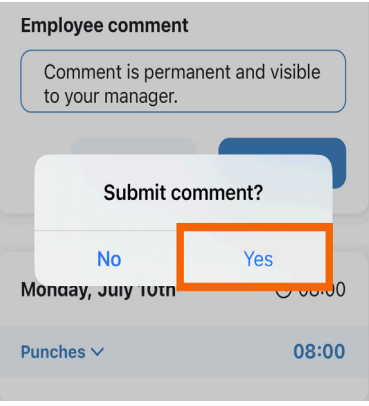 Employee comment
Comment is permanent and visible
to your manager.
Submit comment?
No
Yes
Monday, July 10th
08:00
Punches
08:00